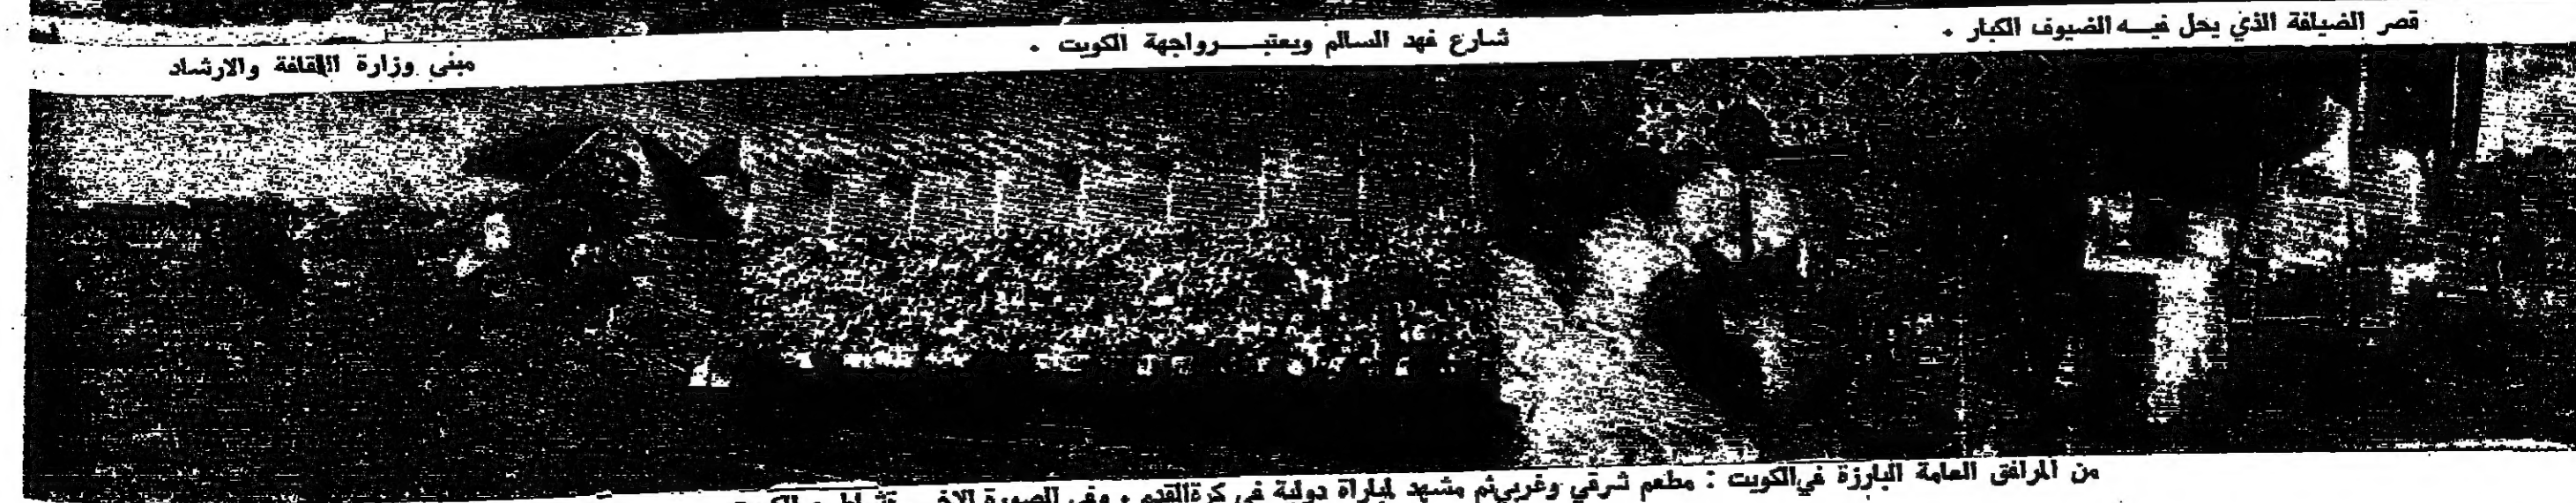 قصر الضيافة الذي يحل فيه الضيوف الكبار .
شارع فهد السالم ويعتبر واجهة الكويت .
مبنى وزارة الثقافة والارشاد
من المرافق العامة البارزة في الكويت : مطعم شرقي وغربي ثم مشهد لمباراة دولية في كرة القدم ، وفي الصورة